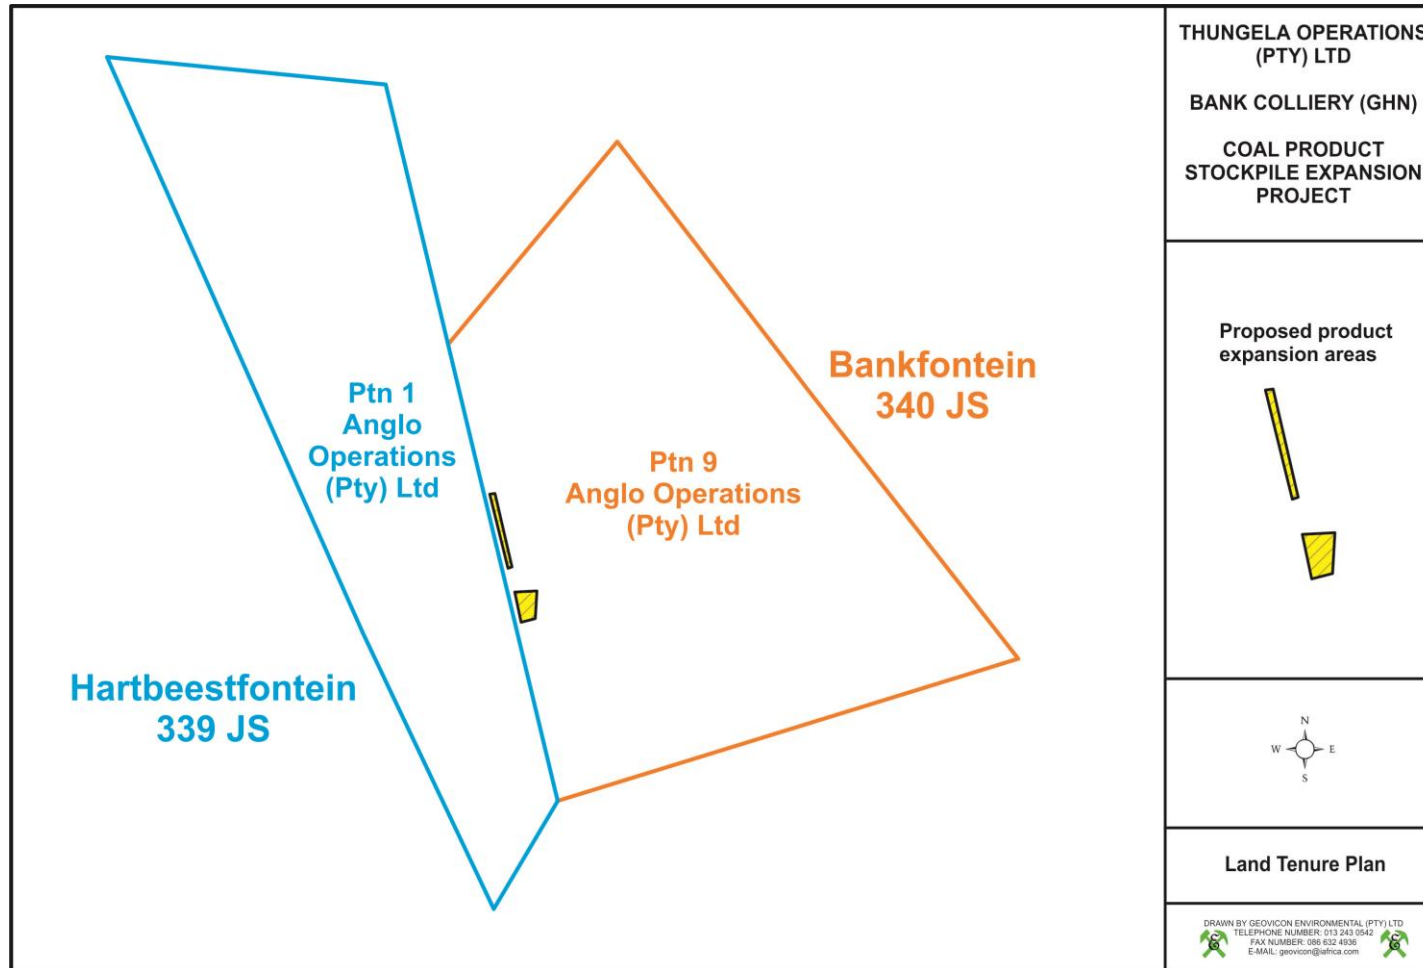 THUNGELA OPERATIONS
(PTY) LTD
BANK COLLIERY (GHN)
COAL PRODUCT
STOCKPILE EXPANSION
PROJECT
Bankfontein
340 JS
Ptn 1
Anglo
Operations
(Pty) Ltd
Ptn 9
Anglo Operations
(Pty) Ltd
Hartbeestfontein
339 JS
Proposed product
expansion areas
N
W E
S
Land Tenure Plan
DRAWN BY GEOVICON ENVIRONMENTAL (PTY) LTD
TELEPHONE NUMBER: 013 243 0542
FAX NUMBER: 086 632 4936
E-MAIL: geovicon@iafrica.com